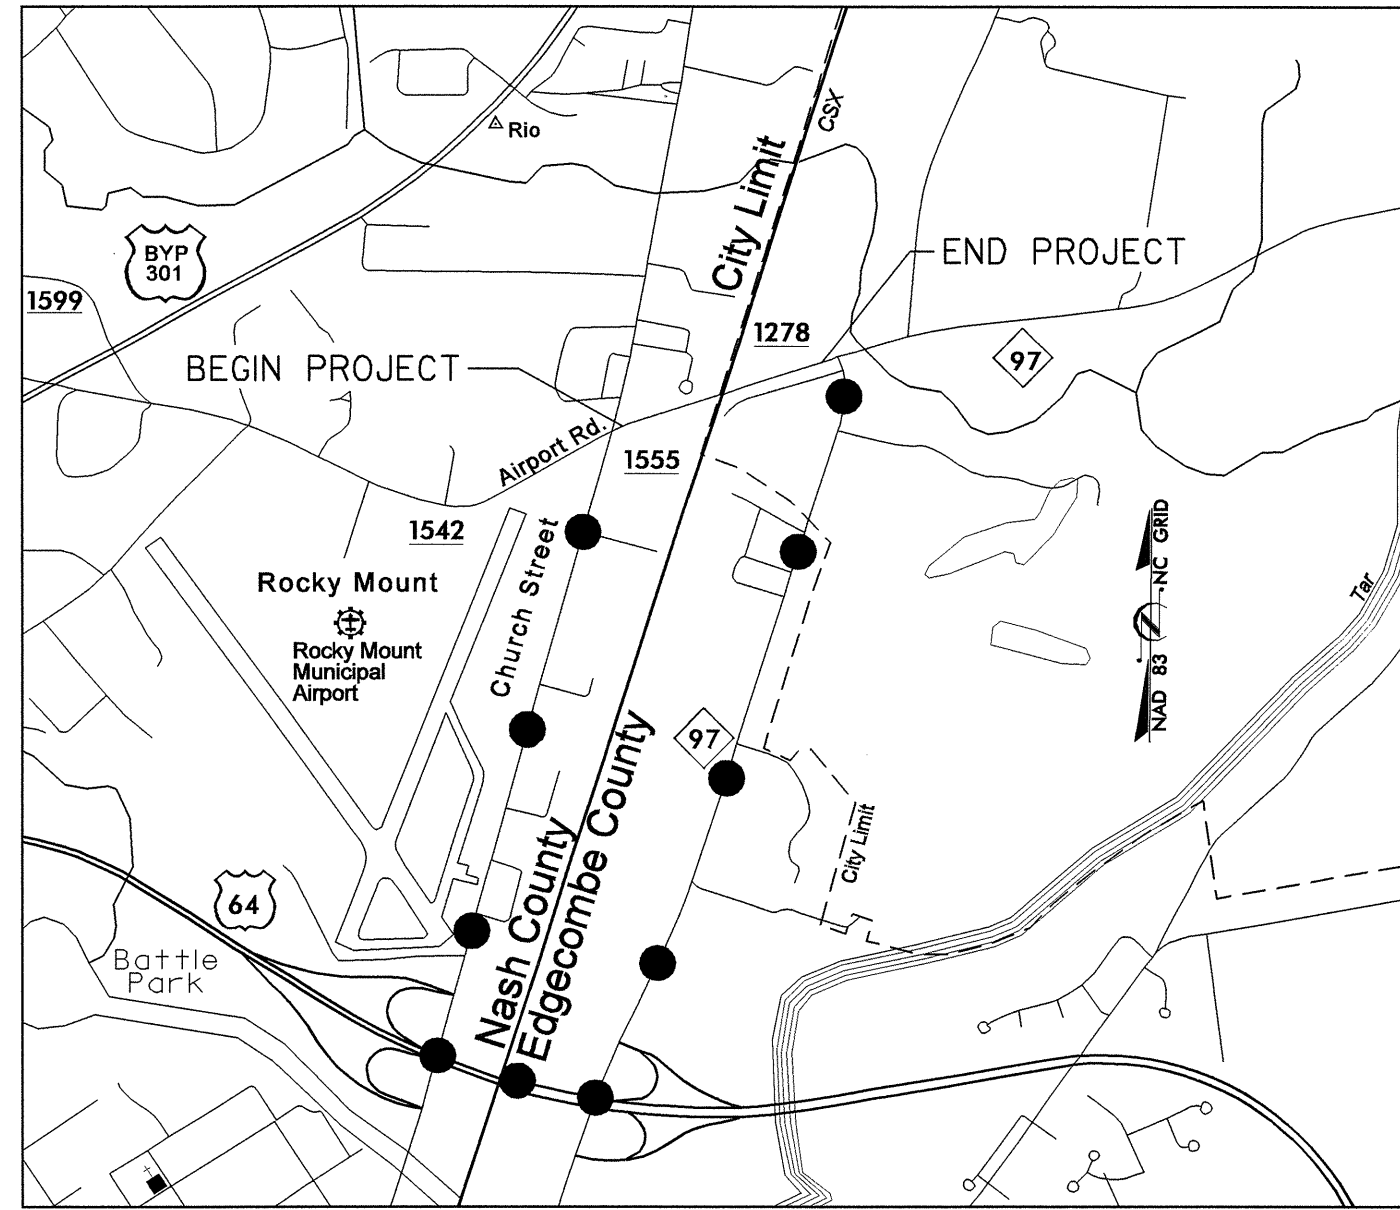 CSX
Rio
City Limit
BYP
301
END PROJECT
1599
1278
97
BEGIN PROJECT
Airport Rd.
1555
1542
Church Street
Rocky Mount
Rocky Mount
Municipal
Airport
NAD 83 NC GRID
Tar
97
Nash County
Edgecombe County
City Limit
64
Battle
Park